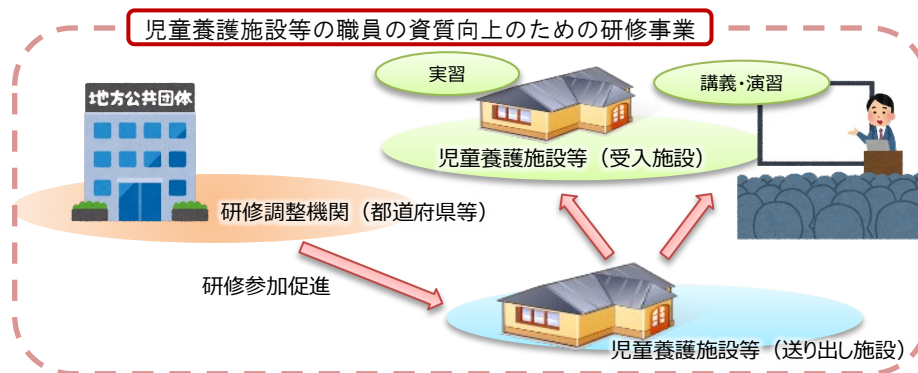 児童養護施設等の職員の資質向上のための研修事業
実習
講義・演習
地方公共団体
児童養護施設等（受入施設）
研修調整機関（都道府県等）
研修参加促進
児童養護施設等（送り出し施設）